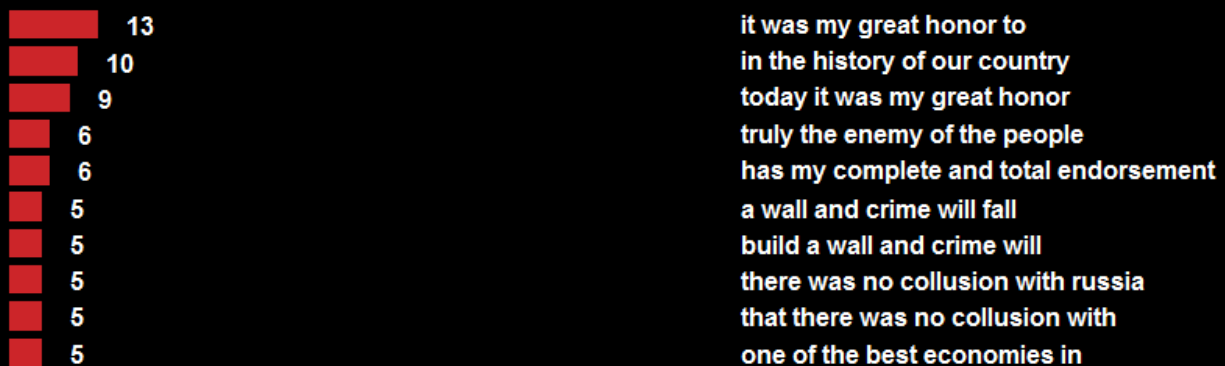 13 it was my great honor to
10 in the history of our country
9 today it was my great honor
6 truly the enemy of the people
6 has my complete and total endorsement
5 a wall and crime will fall
5 build a wall and crime will
5 there was no collusion with russia
5 that there was no collusion with
5 one of the best economies in